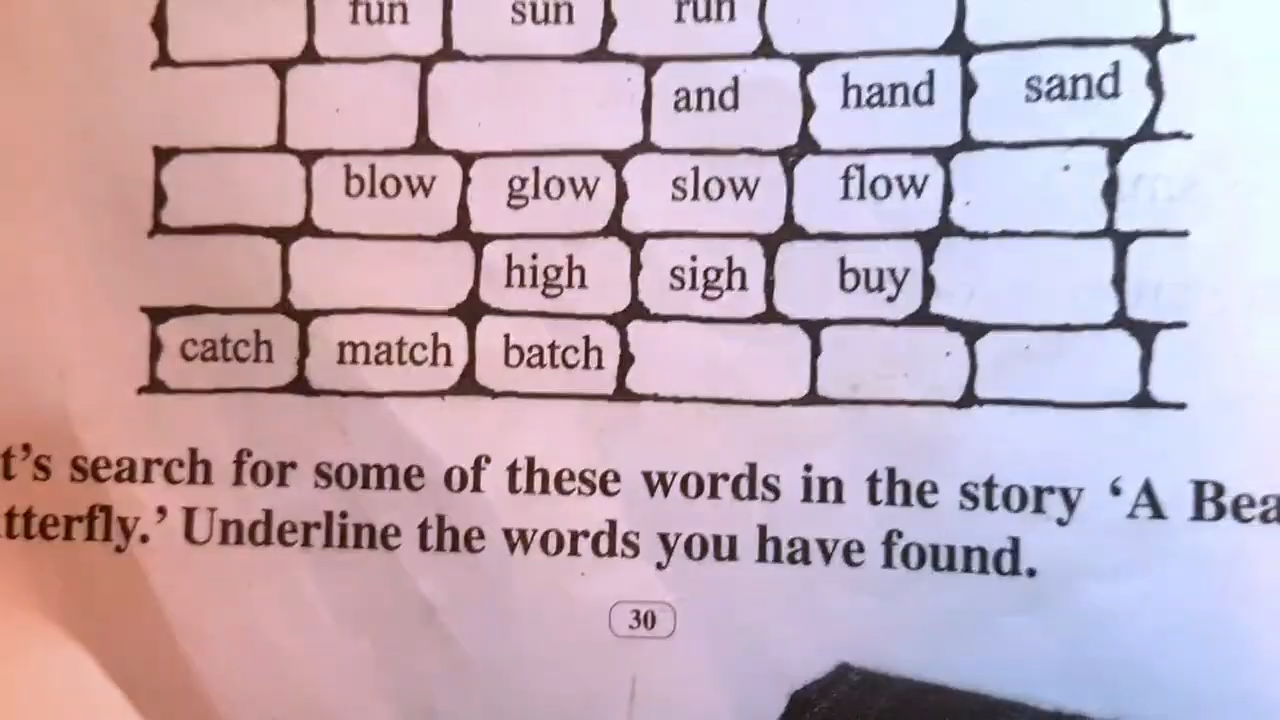 fun sun run
and hand sand
blow glow slow flow
high sigh buy
catch match batch
t's search for some of these words in the story ‘A Bea
tterfly.’ Underline the words you have found.
30